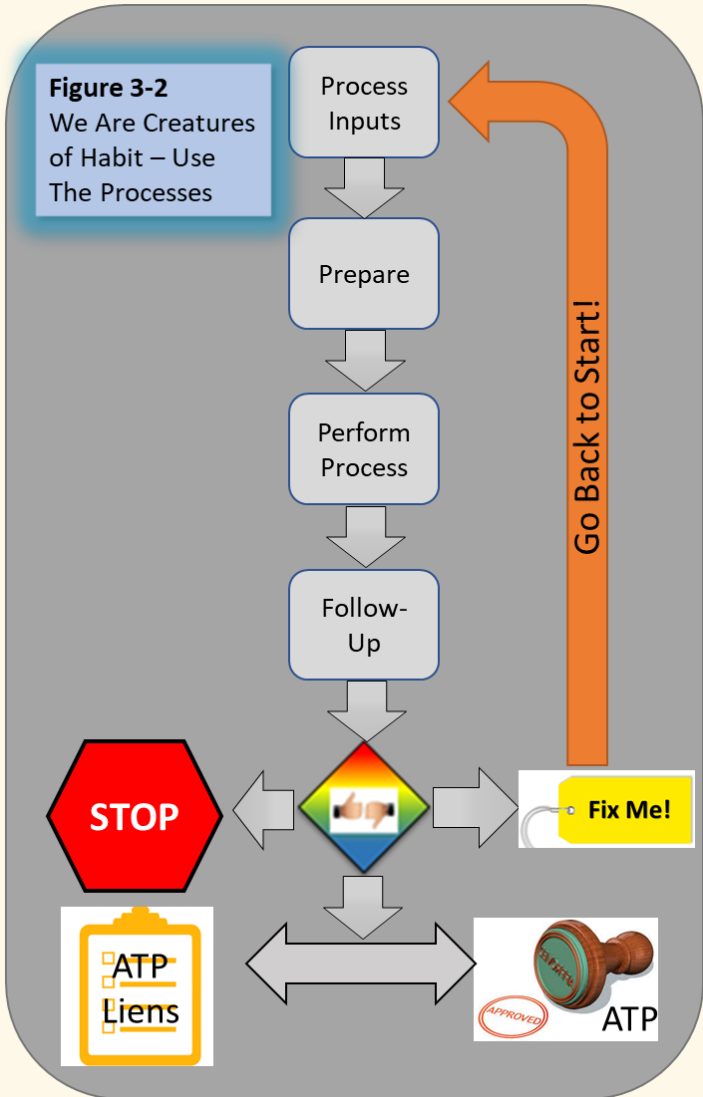 Figure 3-2
We Are Creatures
of Habit – Use
The Processes
Process
Inputs
Prepare
Perform
Process
Follow-
Up
Go Back to Start!
STOP
Fix Me!
ATP
Liens
APPROVED
ATP